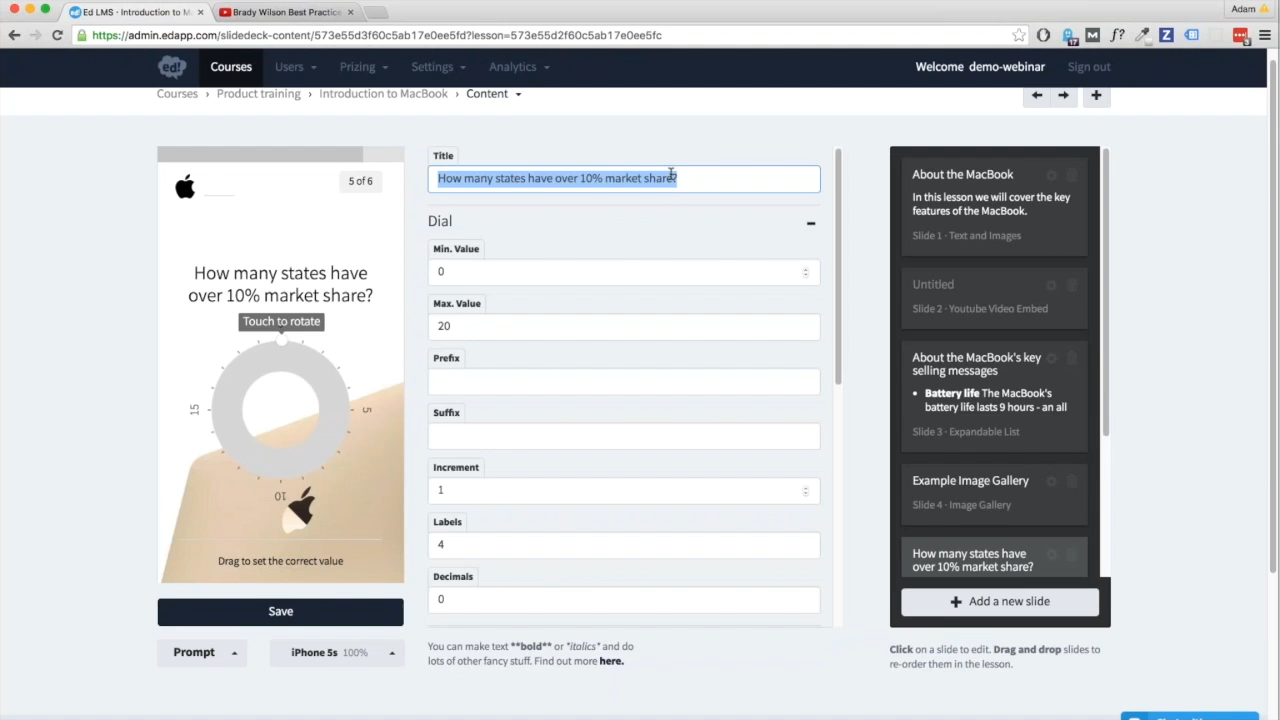 Ed LMS - Introduction to M
Brady Wilson Best Practice
Adam
https://admin.edapp.com/slidedeck-content/573e55d3f60c5ab17e0ee5fd?lesson=573e55d2f60c5ab17e0ee5fc
ed!
Courses
Users
Prizing
Settings
Analytics
Welcome demo-webinar
Sign out
Courses › Product training › Introduction to MacBook › Content
5 of 6
How many states have
over 10% market share?
Touch to rotate
15
5
10
Drag to set the correct value
Save
Prompt
iPhone 5s 100%
Title
How many states have over 10% market share?
Dial
Min. Value
0
Max. Value
20
Prefix
Suffix
Increment
1
Labels
4
Decimals
0
You can make text **bold** or *italics* and do
lots of other fancy stuff. Find out more here.
About the MacBook
In this lesson we will cover the key
features of the MacBook.
Slide 1 · Text and Images
Untitled
Slide 2 · Youtube Video Embed
About the MacBook's key
selling messages
• Battery life The MacBook's
battery life lasts 9 hours - an all
Slide 3 · Expandable List
Example Image Gallery
Slide 4 · Image Gallery
How many states have
over 10% market share?
Add a new slide
Click on a slide to edit. Drag and drop slides to
re-order them in the lesson.